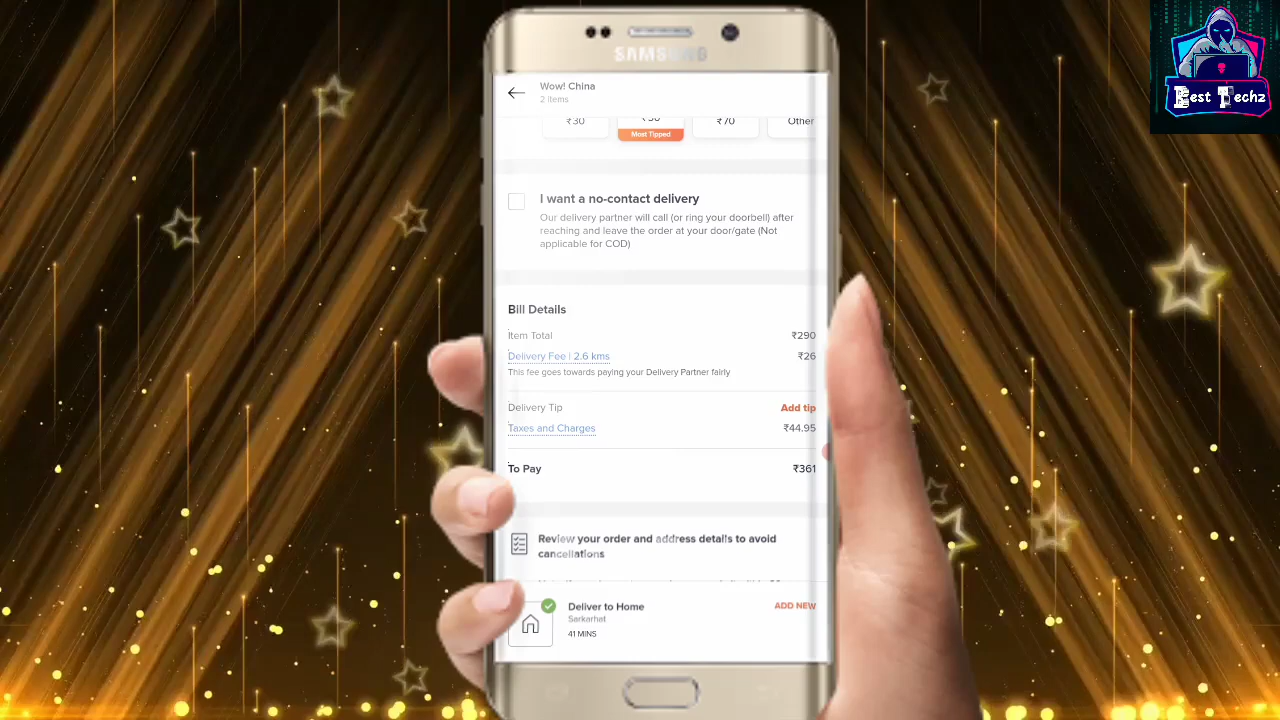 SAMSUNG
Best Techz
Wow! China
2 items
₹30
₹50
₹70
Other
Most Tipped
I want a no-contact delivery
Our delivery partner will call (or ring your doorbell) after
reaching and leave the order at your door/gate (Not
applicable for COD)
Bill Details
Item Total ₹290
Delivery Fee | 2.6 kms ₹26
This fee goes towards paying your Delivery Partner fairly
Delivery Tip Add tip
Taxes and Charges ₹44.95
To Pay ₹361
Review your order and address details to avoid
cancellations
Deliver to Home ADD NEW
Sarkarhat
41 MINS